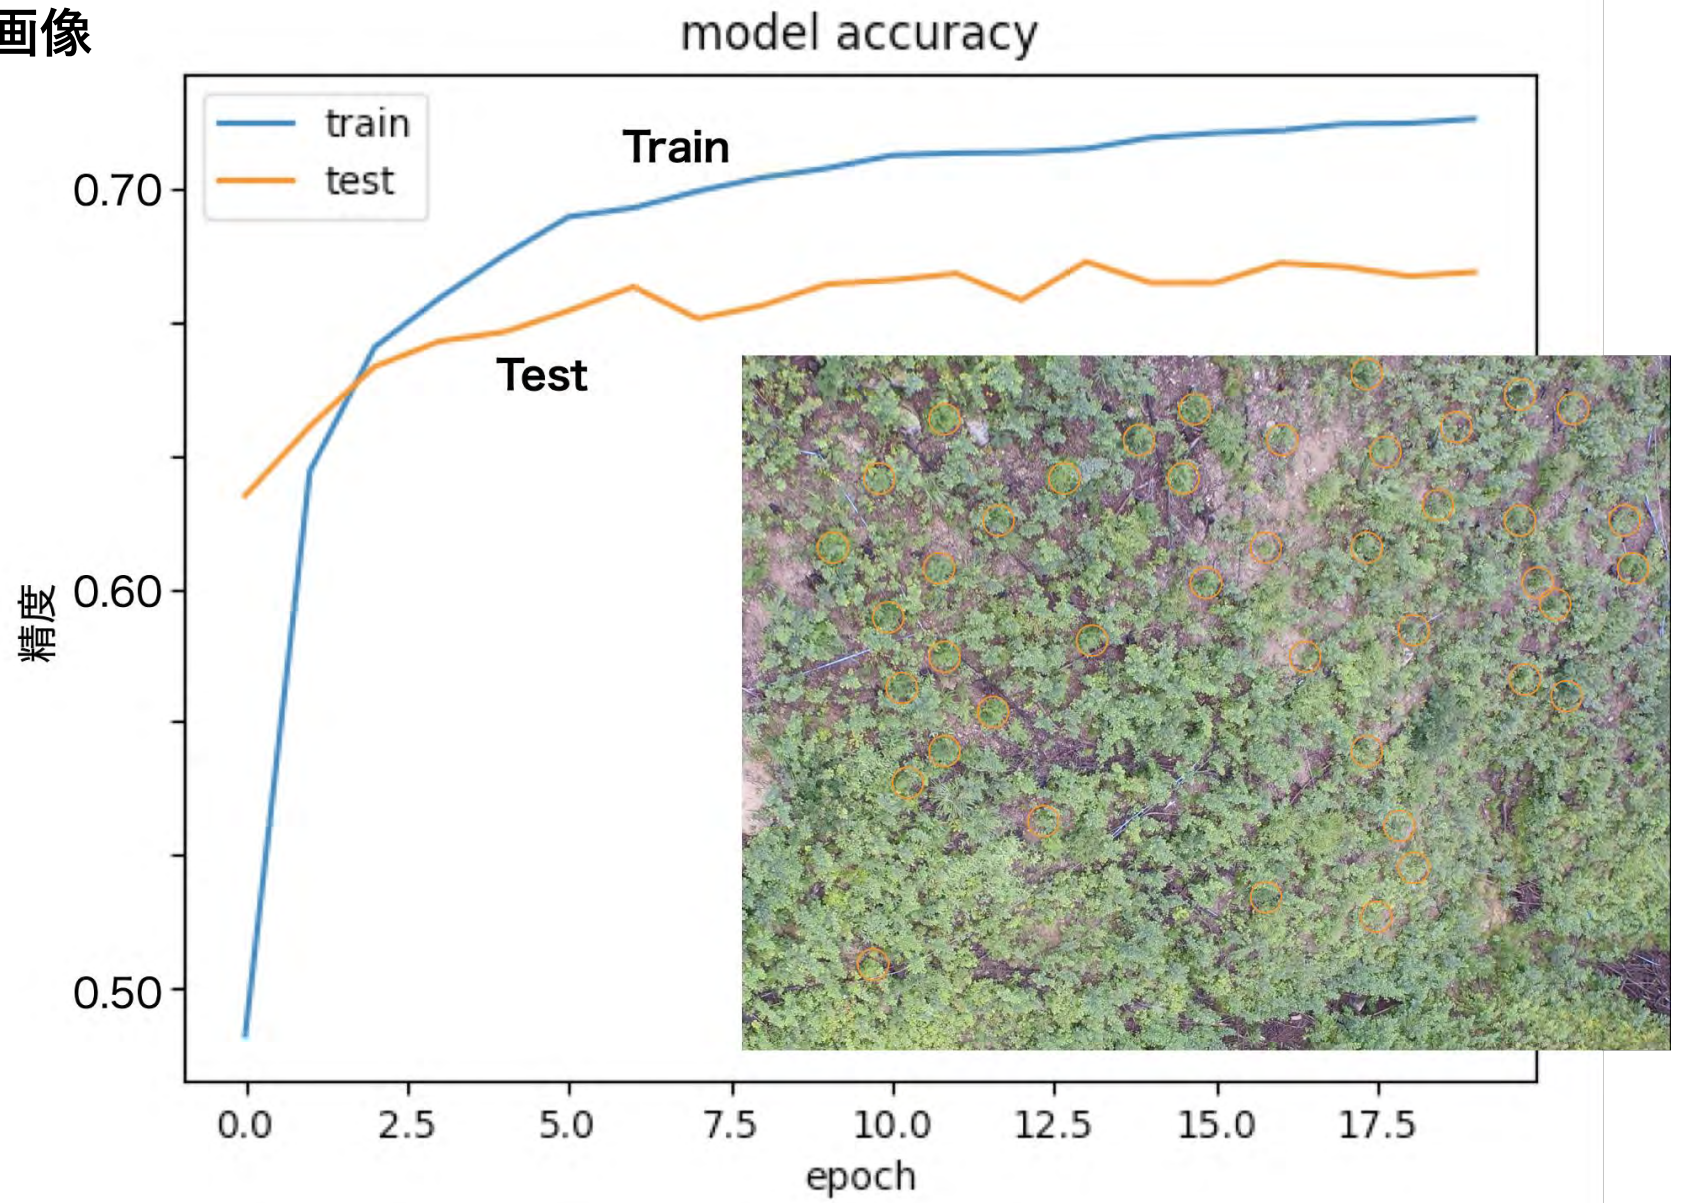 画像
model accuracy
train
test
Train
Test
0.70
0.60
0.50
精度
0.0 2.5 5.0 7.5 10.0 12.5 15.0 17.5
epoch